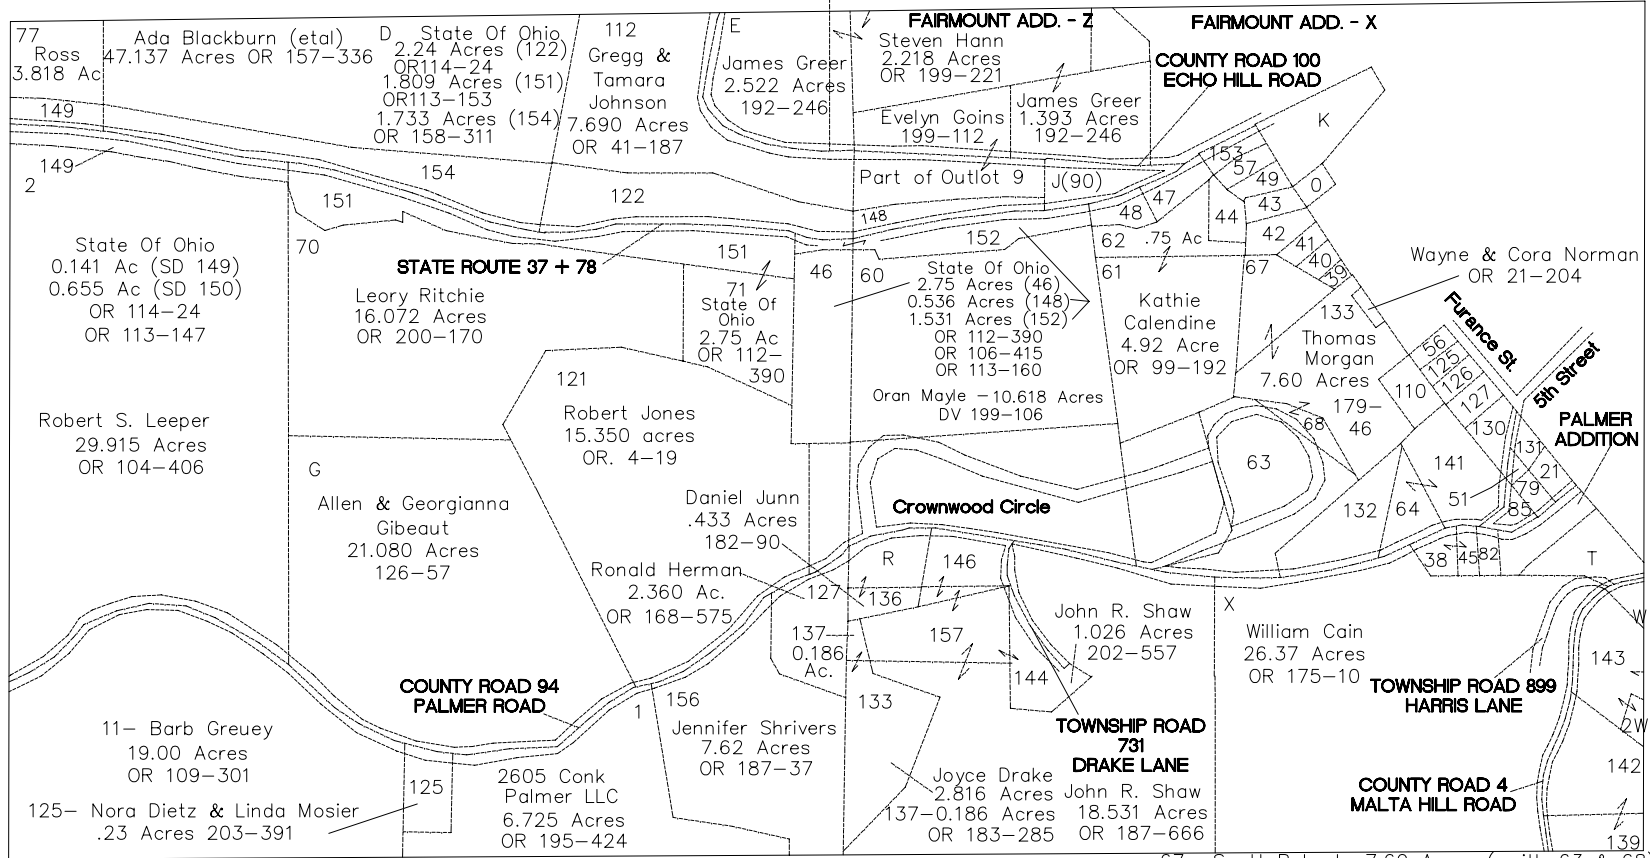 77
Ross
3.818 Ac
149
149
2
Ada Blackburn (etal)
47.137 Acres OR 157-336
D State Of Ohio
2.24 Acres (122)
OR114-24
1.809 Acres (151)
OR113-153
1.733 Acres (154)
OR 158-311
112
Gregg &
Tamara
Johnson
7.690 Acres
OR 41-187
E
James Greer
2.522 Acres
192-246
FAIRMOUNT ADD. - Z
Steven Hann
2.218 Acres
OR 199-221
Evelyn Goins
199-112
James Greer
1.393 Acres
192-246
FAIRMOUNT ADD. - X
COUNTY ROAD 100
ECHO HILL ROAD
K
154
122
151
Part of Outlot 9
J(90)
148
152
153
57
49
0
47
48
44
43
42
41
40
39
62
.75 Ac
61
67
State Of Ohio
0.141 Ac (SD 149)
0.655 Ac (SD 150)
OR 114-24
OR 113-147
70
STATE ROUTE 37 + 78
Leory Ritchie
16.072 Acres
OR 200-170
151
71
State Of
Ohio
2.75 Ac
OR 112-
390
46
60
State Of Ohio
2.75 Acres (46)
0.536 Acres (148)
1.531 Acres (152)
OR 112-390
OR 106-415
OR 113-160
Oran Mayle -10.618 Acres
DV 199-106
Kathie
Calendine
4.92 Acre
OR 99-192
133
Thomas
Morgan
7.60 Acres
179-
46
Wayne & Cora Norman
OR 21-204
Furance St.
5th Street
PALMER
ADDITION
56
125
126
127
110
130
131
21
79
51
85
141
68
63
132
64
38
45
82
T
Robert S. Leeper
29.915 Acres
OR 104-406
G
Allen & Georgianna
Gibeaut
21.080 Acres
126-57
121
Robert Jones
15.350 acres
OR. 4-19
Daniel Junn
.433 Acres
182-90
Ronald Herman
2.360 Ac.
OR 168-575
Crownwood Circle
R
146
127
136
137
0.186
Ac.
157
144
John R. Shaw
1.026 Acres
202-557
X
William Cain
26.37 Acres
OR 175-10
W
143
TOWNSHIP ROAD 899
HARRIS LANE
2W
142
COUNTY ROAD 4
MALTA HILL ROAD
139
COUNTY ROAD 94
PALMER ROAD
1
156
Jennifer Shrivers
7.62 Acres
OR 187-37
133
TOWNSHIP ROAD
731
DRAKE LANE
Joyce Drake
2.816 Acres
137-0.186 Acres
OR 183-285
John R. Shaw
18.531 Acres
OR 187-666
11- Barb Greuey
19.00 Acres
OR 109-301
125- Nora Dietz & Linda Mosier
.23 Acres 203-391
125
2605 Conk
Palmer LLC
6.725 Acres
OR 195-424